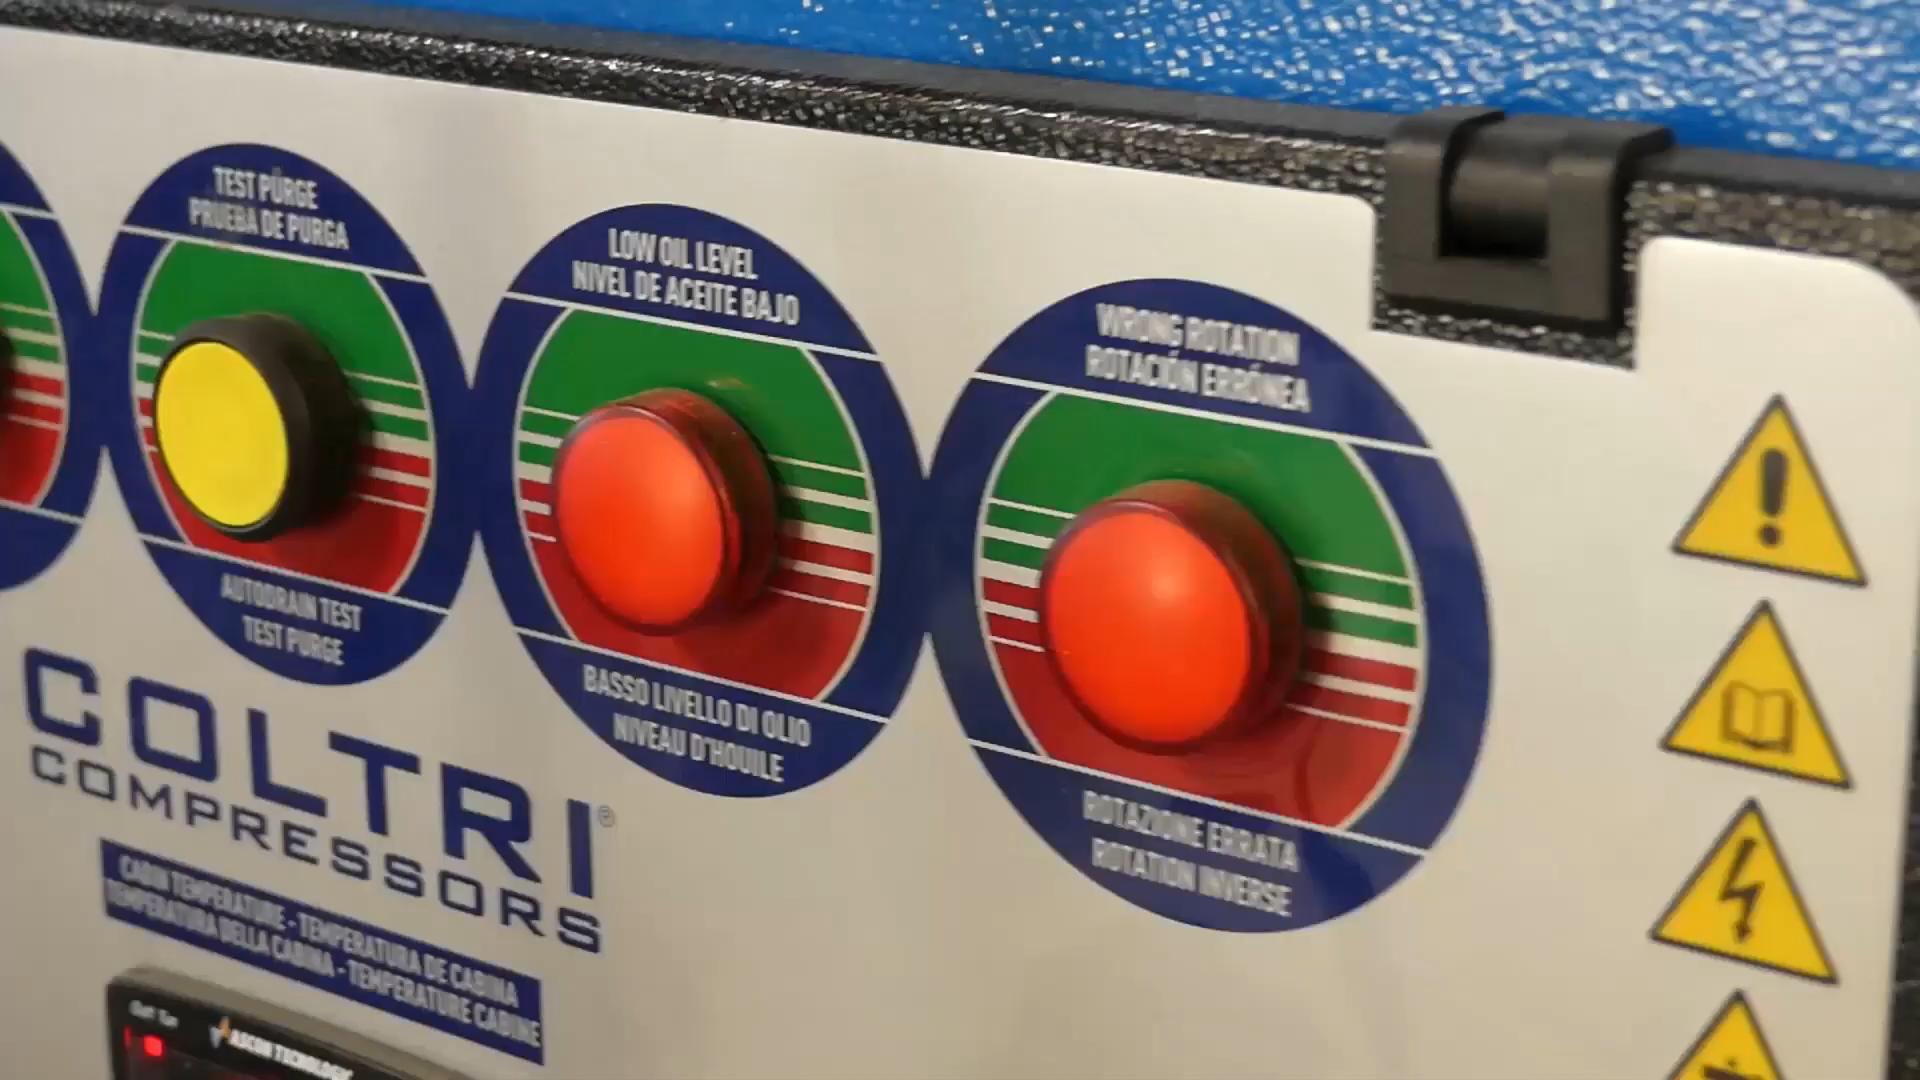 TEST PURGE
PRUEBA DE PURGA
AUTODRAIN TEST
TEST PURGE
LOW OIL LEVEL
NIVEL DE ACEITE BAJO
BASSO LIVELLO DI OLIO
NIVEAU D'HOUILE
WRONG ROTATION
ROTACIÓN ERRÓNEA
ROTAZIONE ERRATA
ROTATION INVERSE
COLTRI®
COMPRESSORS
CABIN TEMPERATURE - TEMPERATURA DE CABINA
TEMPERATURA DELLA CABINA - TEMPERATURE CABINE
ASCON TECNOLOGIC